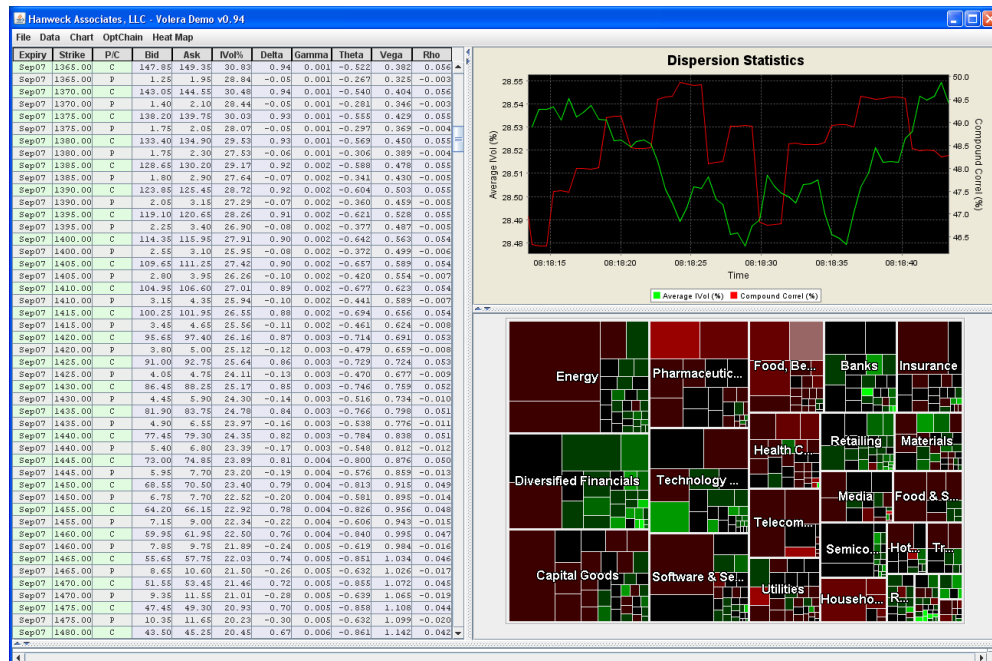 Hanweck Associates, LLC - Volera Demo v0.94
File Data Chart OptChain Heat Map
Expiry Strike P/C Bid Ask IVol% Delta Gamma Theta Vega Rho
Sep07 1365.00 C 147.85 149.35 30.83 0.94 0.001 -0.522 0.382 0.056
Sep07 1365.00 P 1.25 1.95 28.84 -0.05 0.001 -0.267 0.325 -0.003
Sep07 1370.00 C 143.05 144.55 30.48 0.94 0.001 -0.540 0.404 0.056
Sep07 1370.00 P 1.40 2.10 28.44 -0.05 0.001 -0.281 0.346 -0.003
Sep07 1375.00 C 138.20 139.75 30.03 0.93 0.001 -0.555 0.429 0.055
Sep07 1375.00 P 1.75 2.05 28.07 -0.05 0.001 -0.297 0.369 -0.004
Sep07 1380.00 C 133.40 134.90 29.53 0.93 0.001 -0.569 0.450 0.055
Sep07 1380.00 P 1.75 2.30 27.53 -0.06 0.001 -0.306 0.389 -0.004
Sep07 1385.00 C 128.65 130.20 29.17 0.92 0.002 -0.588 0.478 0.055
Sep07 1385.00 P 1.80 2.90 27.64 -0.07 0.002 -0.341 0.430 -0.005
Sep07 1390.00 C 123.85 125.45 28.72 0.92 0.002 -0.604 0.503 0.055
Sep07 1390.00 P 2.05 3.15 27.29 -0.07 0.002 -0.360 0.459 -0.005
Sep07 1395.00 C 119.10 120.65 28.26 0.91 0.002 -0.621 0.528 0.055
Sep07 1395.00 P 2.25 3.40 26.90 -0.08 0.002 -0.377 0.487 -0.005
Sep07 1400.00 C 114.35 115.95 27.91 0.90 0.002 -0.642 0.563 0.054
Sep07 1400.00 P 2.55 3.10 25.95 -0.08 0.002 -0.372 0.499 -0.006
Sep07 1405.00 C 109.65 111.25 27.42 0.90 0.002 -0.657 0.589 0.054
Sep07 1405.00 P 2.80 3.95 26.26 -0.10 0.002 -0.420 0.554 -0.007
Sep07 1410.00 C 104.95 106.60 27.01 0.89 0.002 -0.677 0.623 0.054
Sep07 1410.00 P 3.15 4.35 25.94 -0.10 0.002 -0.441 0.589 -0.007
Sep07 1415.00 C 100.25 101.95 26.55 0.88 0.002 -0.694 0.656 0.054
Sep07 1415.00 P 3.45 4.65 25.56 -0.11 0.002 -0.461 0.624 -0.008
Sep07 1420.00 C 95.65 97.40 26.16 0.87 0.003 -0.714 0.691 0.053
Sep07 1420.00 P 3.80 5.00 25.12 -0.12 0.003 -0.479 0.659 -0.008
Sep07 1425.00 C 91.00 92.75 25.64 0.86 0.003 -0.729 0.724 0.053
Sep07 1425.00 P 4.05 4.75 24.11 -0.13 0.003 -0.470 0.677 -0.009
Sep07 1430.00 C 86.45 88.25 25.17 0.85 0.003 -0.746 0.759 0.052
Sep07 1430.00 P 4.45 5.90 24.30 -0.14 0.003 -0.516 0.734 -0.010
Sep07 1435.00 C 81.90 83.75 24.78 0.84 0.003 -0.766 0.798 0.051
Sep07 1435.00 P 4.90 6.55 23.97 -0.16 0.003 -0.538 0.776 -0.011
Sep07 1440.00 C 77.45 79.30 24.35 0.82 0.003 -0.784 0.838 0.051
Sep07 1440.00 P 5.40 6.80 23.39 -0.17 0.003 -0.548 0.812 -0.012
Sep07 1445.00 C 73.00 74.85 23.89 0.81 0.004 -0.800 0.876 0.050
Sep07 1445.00 P 5.95 7.70 23.20 -0.19 0.004 -0.576 0.859 -0.013
Sep07 1450.00 C 68.55 70.50 23.40 0.79 0.004 -0.813 0.915 0.049
Sep07 1450.00 P 6.75 7.70 22.52 -0.20 0.004 -0.581 0.895 -0.014
Sep07 1455.00 C 64.20 66.15 22.92 0.78 0.004 -0.826 0.956 0.048
Sep07 1455.00 P 7.15 9.00 22.34 -0.22 0.004 -0.606 0.943 -0.015
Sep07 1460.00 C 59.95 61.95 22.50 0.76 0.004 -0.840 0.995 0.047
Sep07 1460.00 P 7.85 9.75 21.89 -0.24 0.005 -0.619 0.984 -0.016
Sep07 1465.00 C 55.65 57.75 22.03 0.74 0.005 -0.851 1.034 0.046
Sep07 1465.00 P 8.65 10.60 21.50 -0.26 0.005 -0.632 1.026 -0.017
Sep07 1470.00 C 51.55 53.45 21.46 0.72 0.005 -0.855 1.072 0.045
Sep07 1470.00 P 9.35 11.55 21.01 -0.28 0.005 -0.639 1.065 -0.019
Sep07 1475.00 C 47.45 49.30 20.93 0.70 0.005 -0.858 1.108 0.044
Sep07 1475.00 P 10.35 11.65 20.23 -0.30 0.005 -0.632 1.099 -0.020
Sep07 1480.00 C 43.50 45.25 20.45 0.67 0.006 -0.861 1.142 0.042
Dispersion Statistics
Average IVol (%)
28.55
28.54
28.53
28.52
28.51
28.50
28.49
28.48
50.0
49.5
49.0
48.5
48.0
47.5
47.0
46.5
Compound Correl (%)
08:18:15 08:18:20 08:18:25 08:18:30 08:18:35 08:18:40
Time
Average IVol (%) Compound Correl (%)
Energy Pharmaceutic... Food, Be... Banks Insurance
Diversified Financials Technology ... Health C... Retailing Materials
Telecom... Media Food & S...
Capital Goods Software & Se... Utilities Semico... Hot... Tr...
Househo... R...